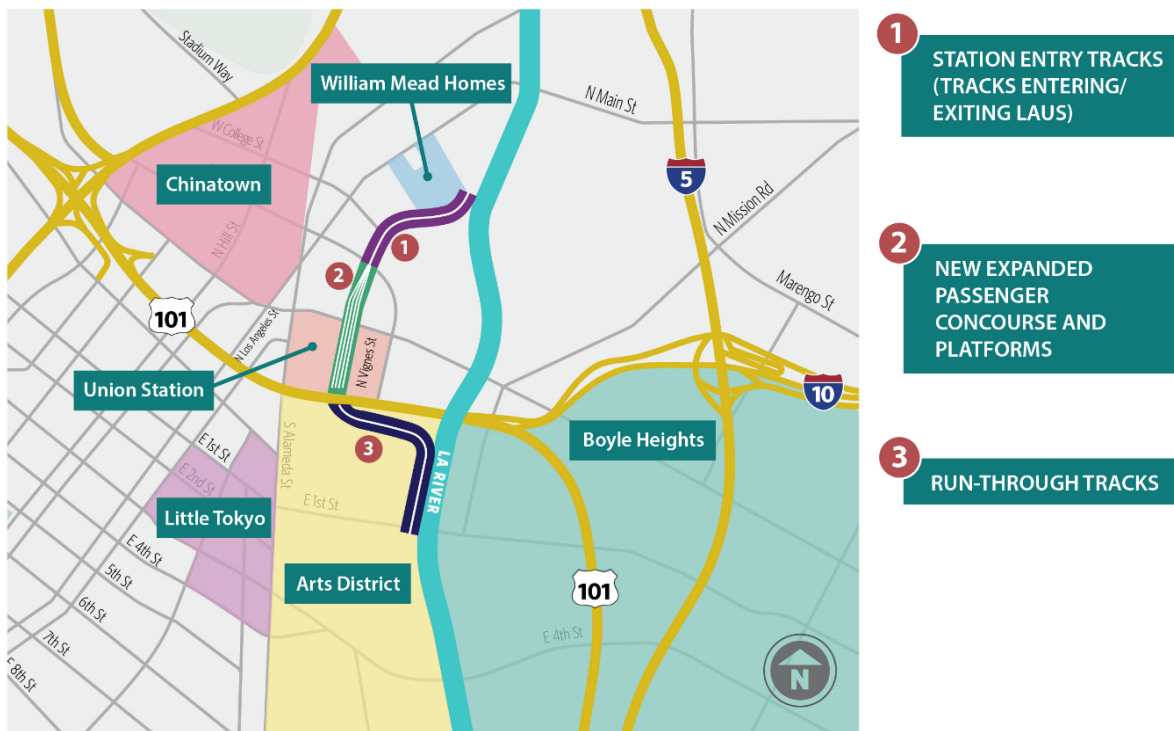 Stadium Way
William Mead Homes
N Main St
W College St
Chinatown
5
N Mission Rd
N Hill St
1
2
Marengo St
101
N Los Angeles St
N Vignes St
Union Station
10
S Alameda St
3
Boyle Heights
E 1st St
LA RIVER
E 2nd St
E 1st St
Little Tokyo
E 4th St
Arts District
5th St
101
6th St
E 4th St
7th St
E 8th St
N
1
STATION ENTRY TRACKS
(TRACKS ENTERING/
EXITING LAUS)
2
NEW EXPANDED
PASSENGER
CONCOURSE AND
PLATFORMS
3
RUN-THROUGH TRACKS